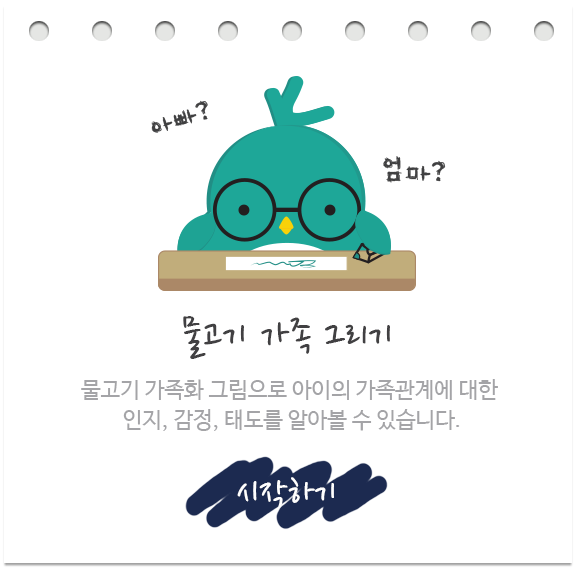 아빠?
엄마?
물고기 가족 그리기
물고기 가족화 그림으로 아이의 가족관계에 대한
인지, 감정, 태도를 알아볼 수 있습니다.
시작하기